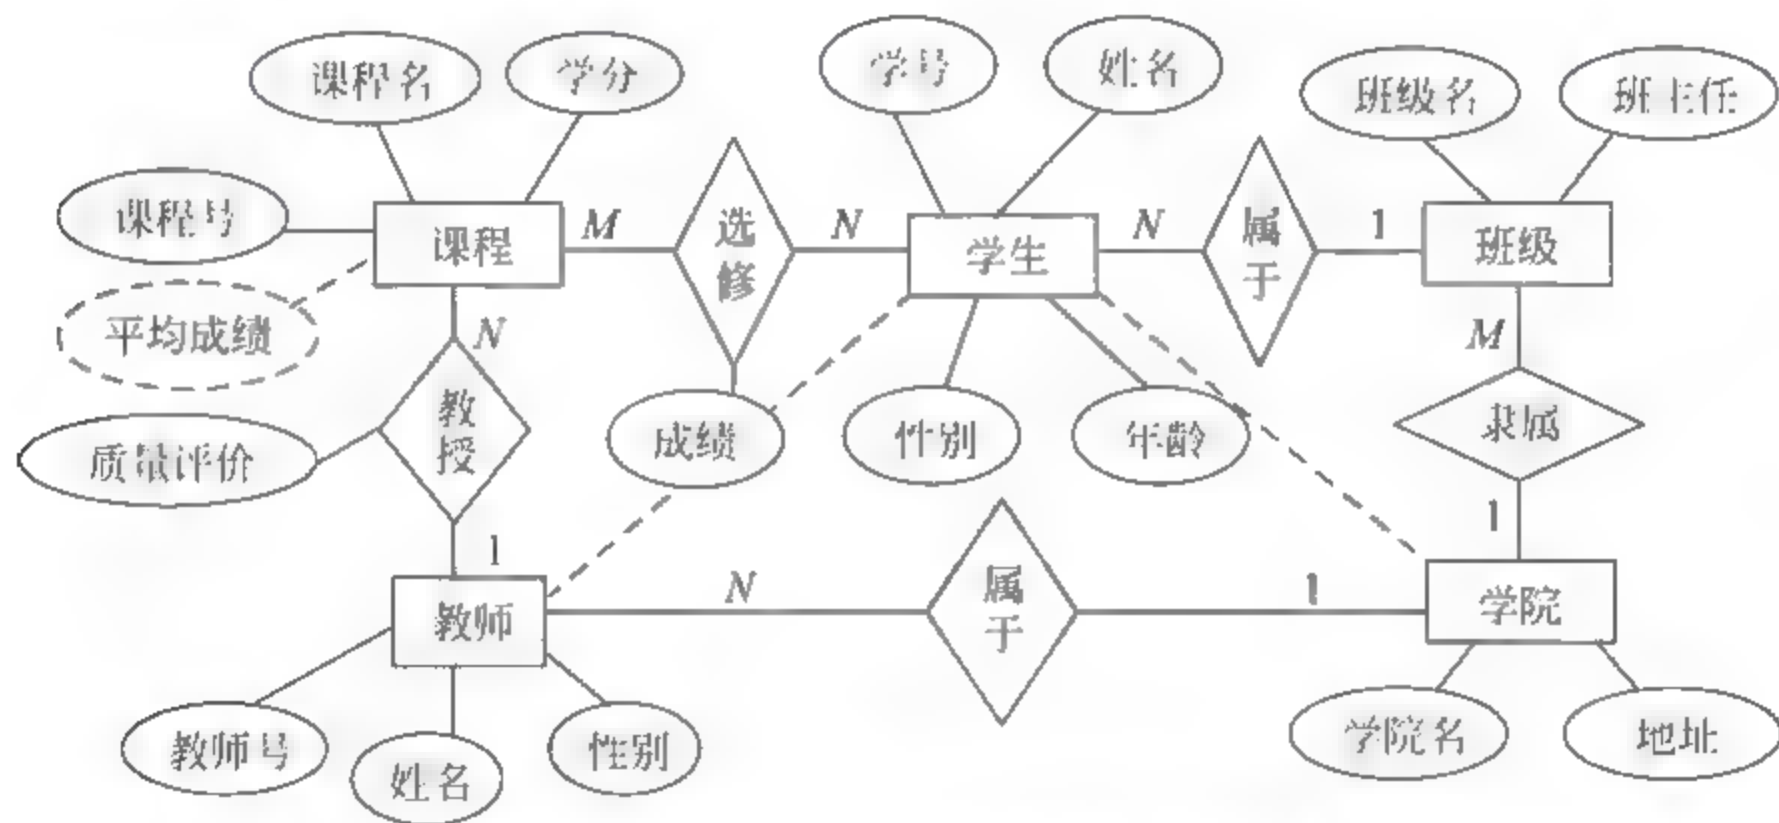 课程名
学分
学号
姓名
班级名
班主任
课程号
课程
M
选修
N
学生
N
属于
1
班级
平均成绩
N
M
质量评价
教授
成绩
性别
年龄
隶属
1
1
教师
N
属于
1
学院
教师号
姓名
性别
学院名
地址